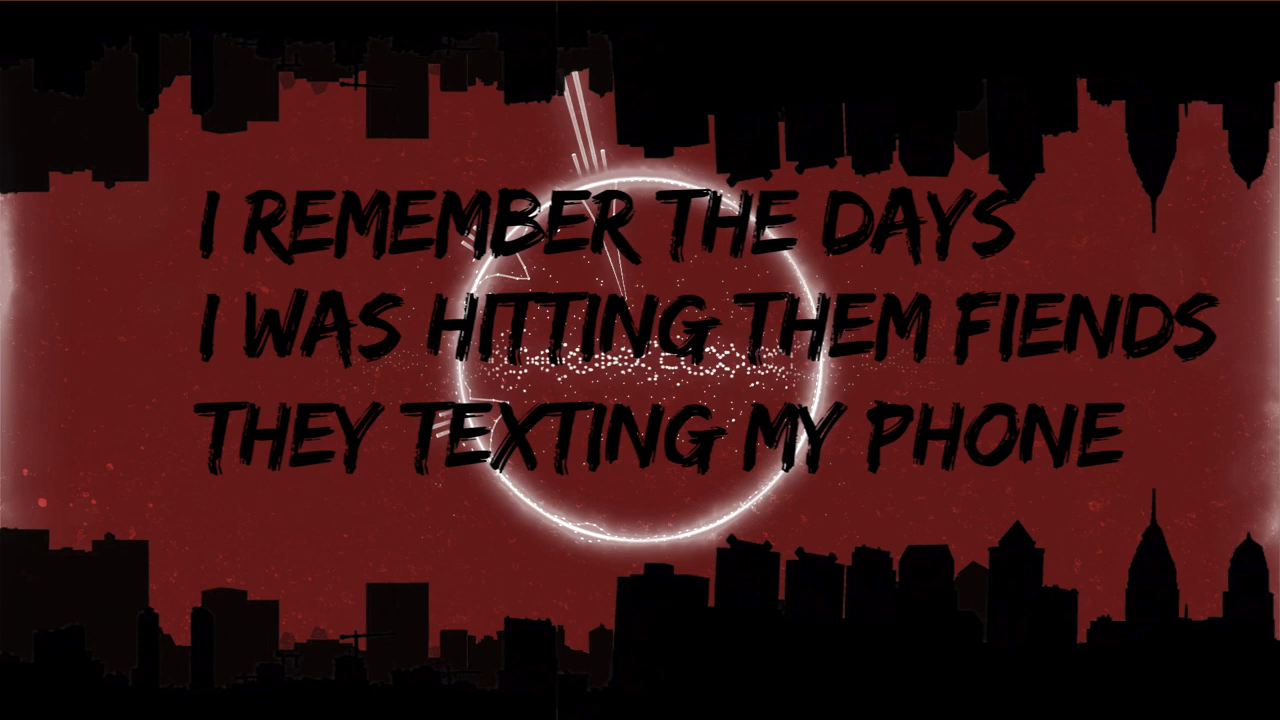 I REMEMBER THE DAYS
I WAS HITTING THEM FIENDS
THEY TEXTING MY PHONE